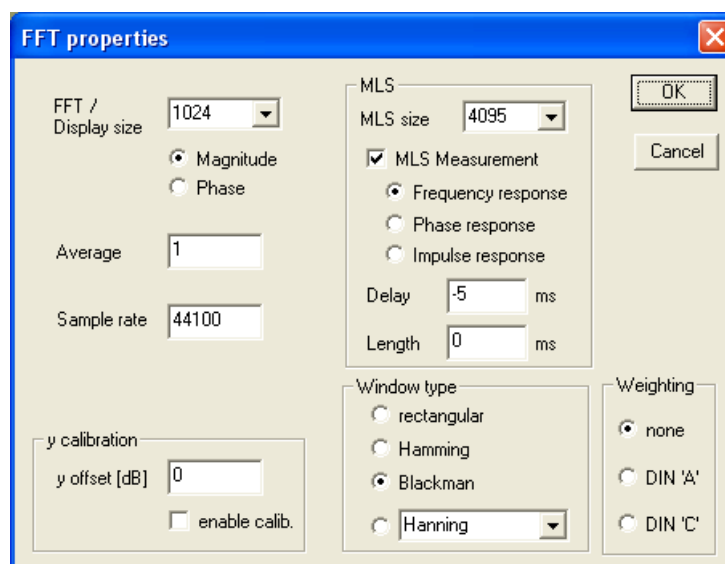 FFT properties
FFT /
Display size
1024
Magnitude
Phase
Average
1
Sample rate
44100
y calibration
y offset [dB]
0
enable calib.
MLS
MLS size
4095
MLS Measurement
Frequency response
Phase response
Impulse response
Delay
-5
ms
Length
0
ms
Window type
rectangular
Hamming
Blackman
Hanning
OK
Cancel
Weighting
none
DIN 'A'
DIN 'C'